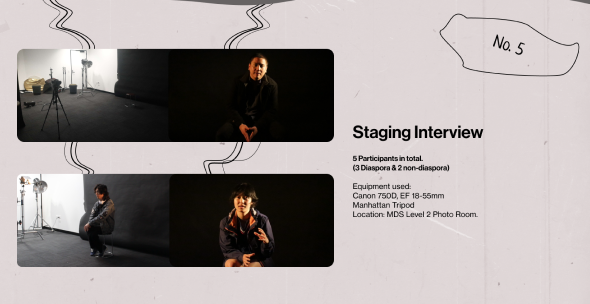 No. 5
Staging Interview
5 Participants in total.
(3 Diaspora & 2 non-diaspora)
Equipment used:
Canon 750D, EF 18-55mm
Manhattan Tripod
Location: MDS Level 2 Photo Room.